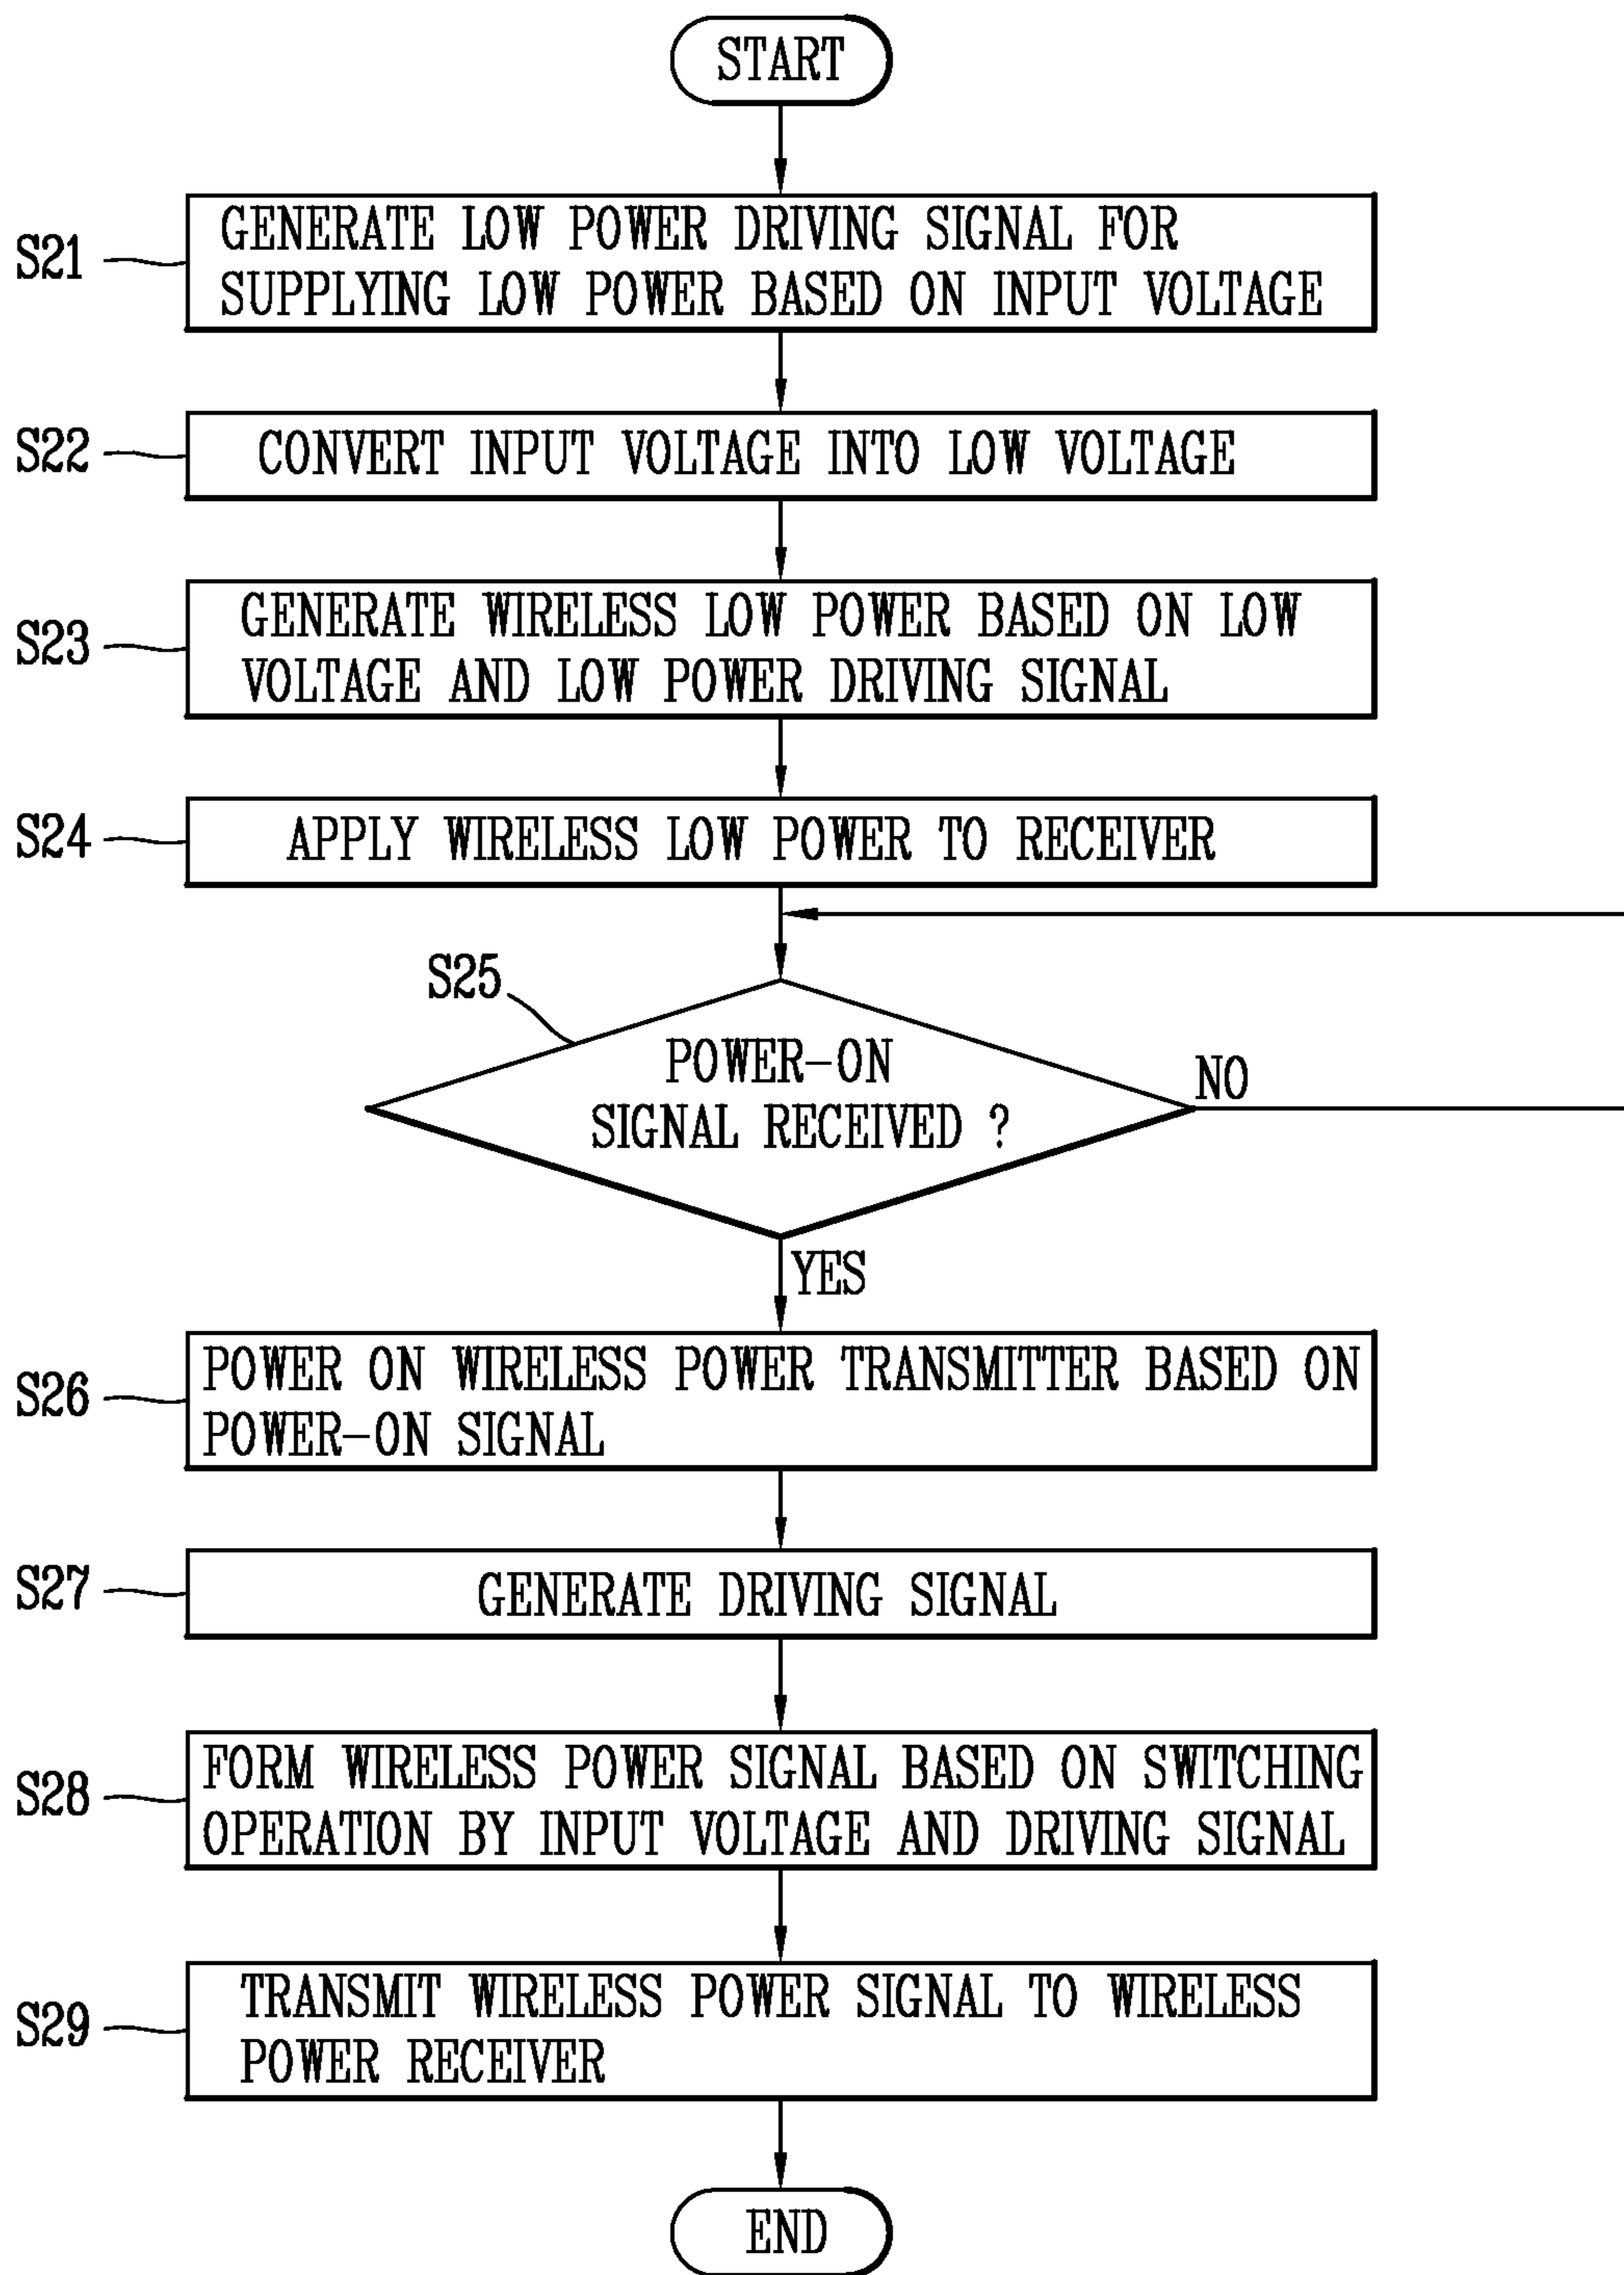 START
S21
GENERATE LOW POWER DRIVING SIGNAL FOR
SUPPLYING LOW POWER BASED ON INPUT VOLTAGE
S22
CONVERT INPUT VOLTAGE INTO LOW VOLTAGE
S23
GENERATE WIRELESS LOW POWER BASED ON LOW
VOLTAGE AND LOW POWER DRIVING SIGNAL
S24
APPLY WIRELESS LOW POWER TO RECEIVER
S25
POWER-ON
SIGNAL RECEIVED ?
NO
YES
S26
POWER ON WIRELESS POWER TRANSMITTER BASED ON
POWER-ON SIGNAL
S27
GENERATE DRIVING SIGNAL
S28
FORM WIRELESS POWER SIGNAL BASED ON SWITCHING
OPERATION BY INPUT VOLTAGE AND DRIVING SIGNAL
S29
TRANSMIT WIRELESS POWER SIGNAL TO WIRELESS
POWER RECEIVER
END